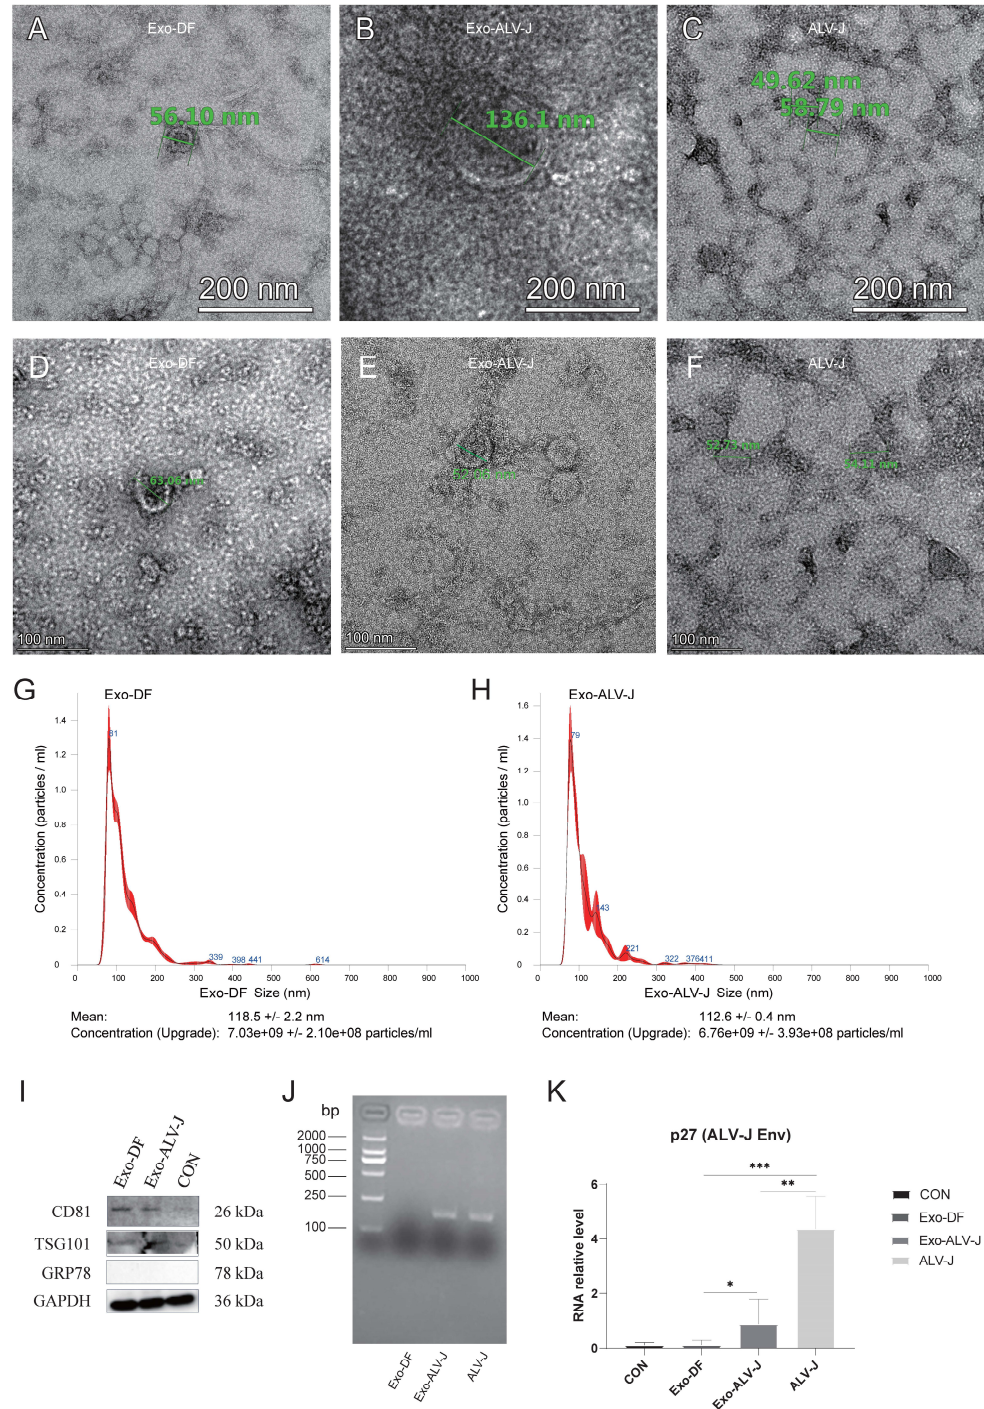 A
Exo-DF
56.10 nm
200 nm
B
Exo-ALV-J
136.1 nm
200 nm
C
ALV-J
49.62 nm
58.79 nm
200 nm
D
Exo-DF
100 nm
E
Exo-ALV-J
100 nm
F
ALV-J
52.73 nm
100 nm
G
Exo-DF
Concentration (particles / ml)
1.4
1.2
1.0
0.8
0.6
0.4
0.2
0
81
339
398
441
614
0
100
200
300
400
500
600
700
800
900
1000
Exo-DF Size (nm)
Mean: 118.5 +/- 2.2 nm
Concentration (Upgrade): 7.03e+09 +/- 2.10e+08 particles/ml
H
Exo-ALV-J
Concentration (particles / ml)
1.6
1.4
1.2
1.0
0.8
0.6
0.4
0.2
0
79
143
221
322
376411
0
100
200
300
400
500
600
700
800
900
1000
Exo-ALV-J Size (nm)
Mean: 112.6 +/- 0.4 nm
Concentration (Upgrade): 6.76e+09 +/- 3.93e+08 particles/ml
I
Exo-DF
Exo-ALV-J
CON
CD81 26 kDa
TSG101 50 kDa
GRP78 78 kDa
GAPDH 36 kDa
J
bp
2000
1000
750
500
250
100
Exo-DF
Exo-ALV-J
ALV-J
K
p27 (ALV-J Env)
RNA relative level
6
4
2
0
***
**
*
CON
Exo-DF
Exo-ALV-J
ALV-J
CON
Exo-DF
Exo-ALV-J
ALV-J